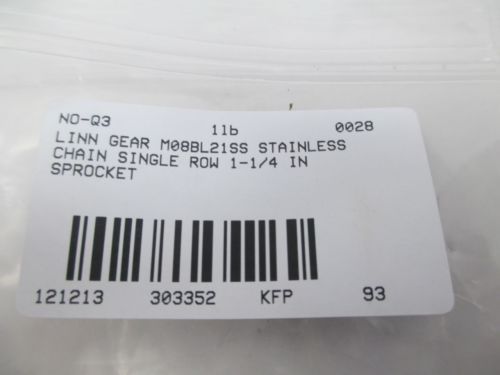 NO-Q3 1lb 0028
LINN GEAR M08BL21SS STAINLESS
CHAIN SINGLE ROW 1-1/4 IN
SPROCKET
121213 303352 KFP 93